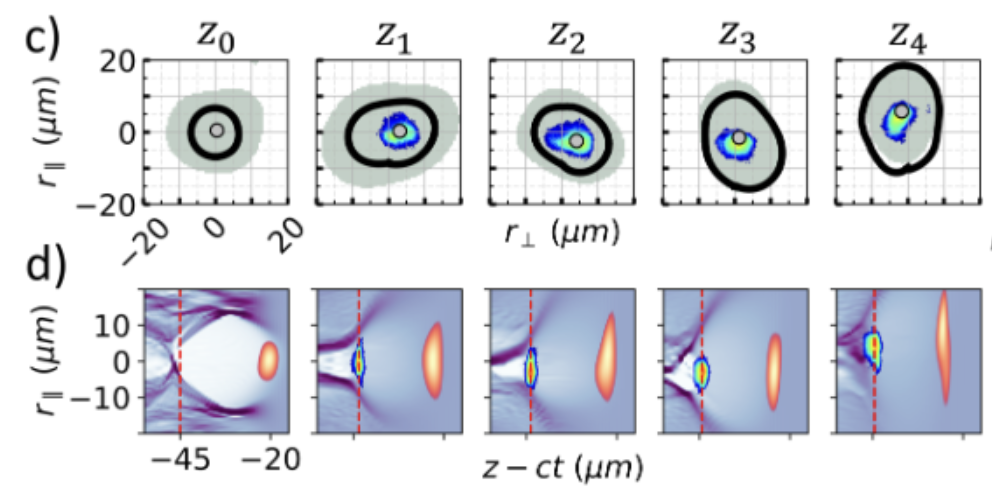 c)
z₀ z₁ z₂ z₃ z₄
r∥ (μm)
20
0
−20
−20 0 20
r⊥ (μm)
d)
r∥ (μm)
10
0
−10
−45 −20
z − ct (μm)